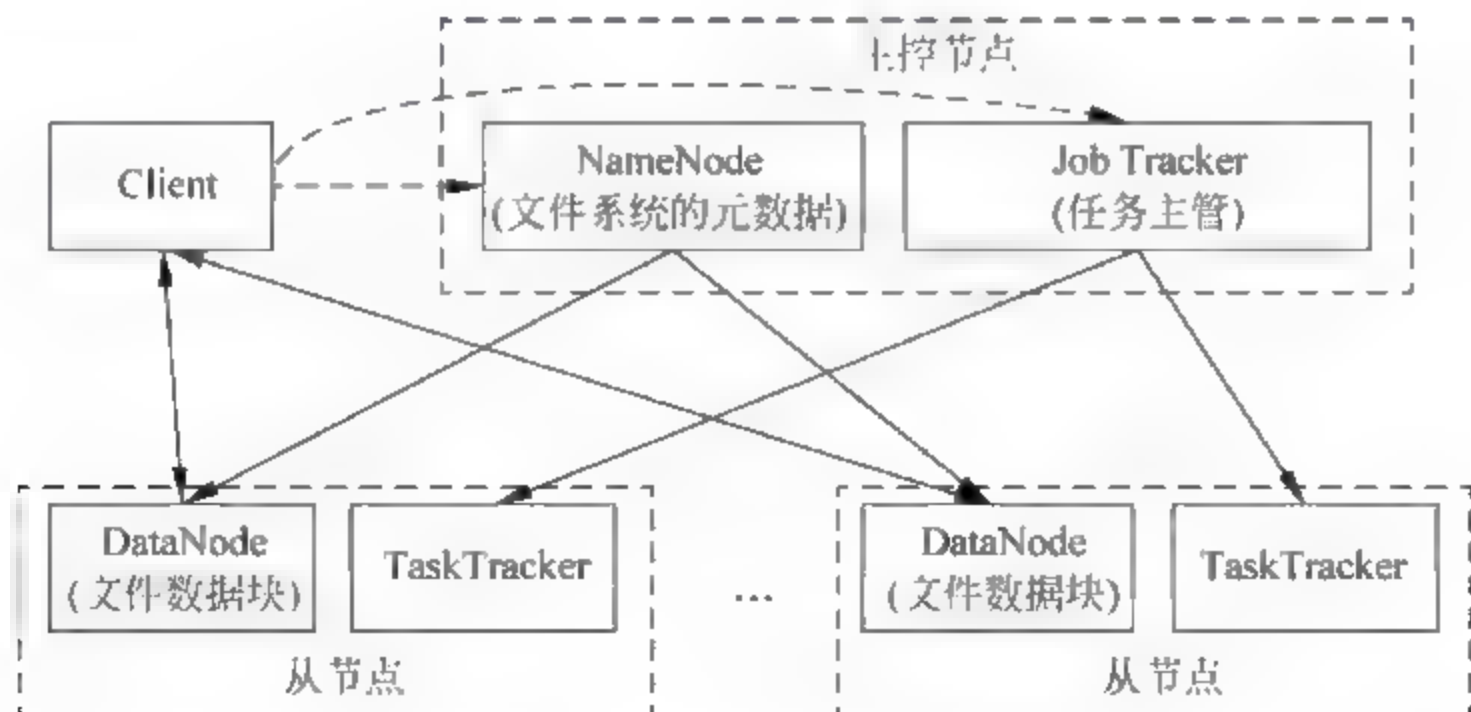 主控节点
Client
NameNode
(文件系统的元数据)
Job Tracker
(任务主管)
DataNode
(文件数据块)
TaskTracker
...
DataNode
(文件数据块)
TaskTracker
从节点
从节点